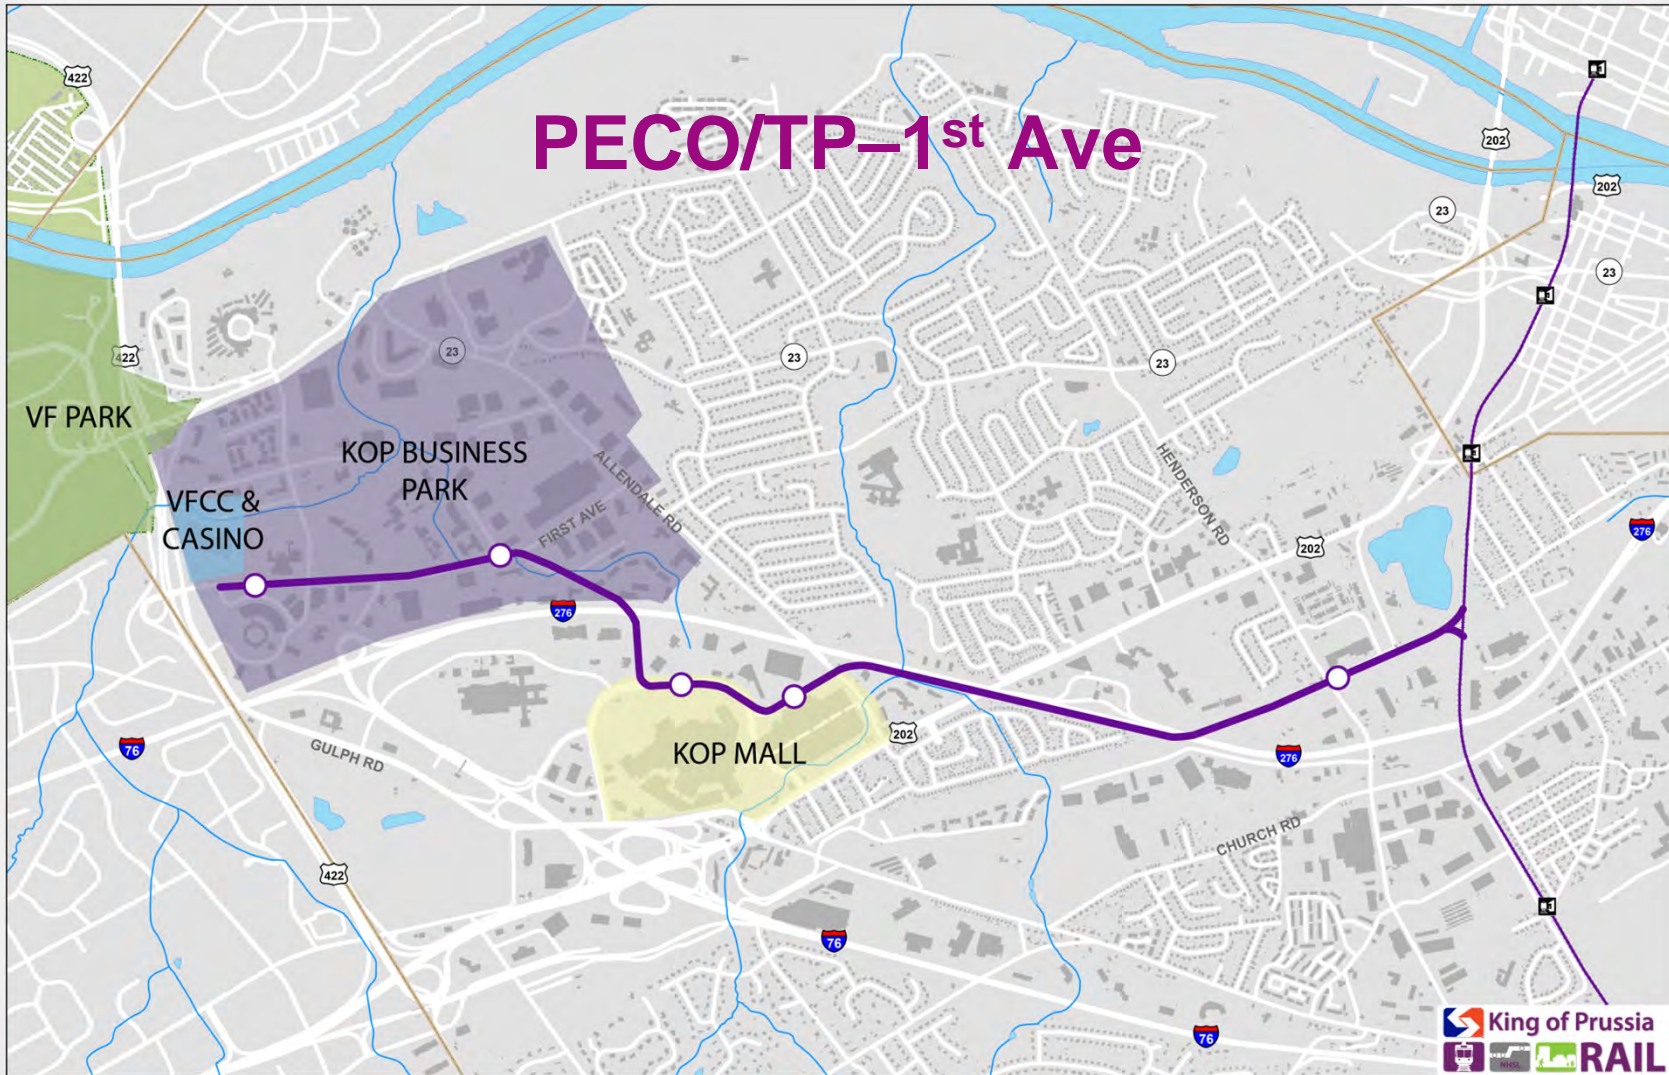 PECO/TP–1st Ave
422
202
202
23
23
422
23
23
23
VF PARK
KOP BUSINESS
PARK
ALLENDALE RD
HENDERSON RD
VFCC &
CASINO
FIRST AVE
202
276
276
KOP MALL
202
276
76
GULPH RD
CHURCH RD
422
76
76
King of Prussia
NHSL
RAIL